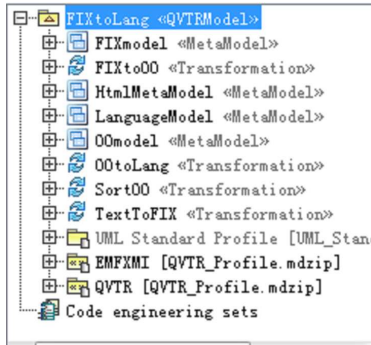 FIXtoLang «QVTRModel»
FIXmodel «MetaModel»
FIXtoOO «Transformation»
HtmlMetaModel «MetaModel»
LanguageModel «MetaModel»
OOmodel «MetaModel»
OOtoLang «Transformation»
SortOO «Transformation»
TextToFIX «Transformation»
UML Standard Profile [UML_Stan
EMFXMI [QVTR_Profile.mdzip]
QVTR [QVTR_Profile.mdzip]
Code engineering sets